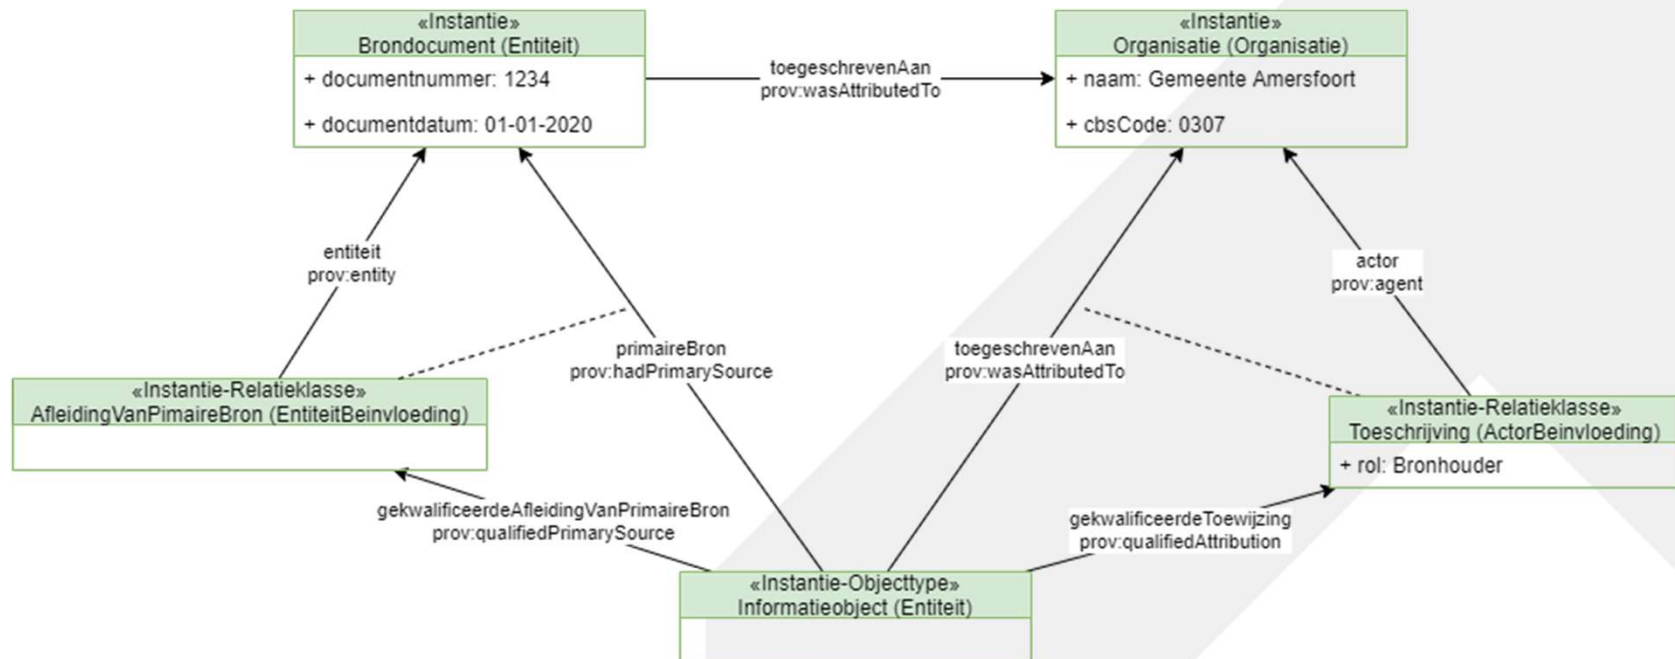 «Instantie»
Brondocument (Entiteit)
+ documentnummer: 1234
+ documentdatum: 01-01-2020
toegeschrevenAan
prov:wasAttributedTo
«Instantie»
Organisatie (Organisatie)
+ naam: Gemeente Amersfoort
+ cbsCode: 0307
entiteit
prov:entity
primaireBron
prov:hadPrimarySource
toegeschrevenAan
prov:wasAttributedTo
actor
prov:agent
«Instantie-Relatieklasse»
AfleidingVanPimaireBron (EntiteitBeinvloeding)
«Instantie-Relatieklasse»
Toeschrijving (ActorBeinvloeding)
+ rol: Bronhouder
gekwalificeerdeAfleidingVanPrimaireBron
prov:qualifiedPrimarySource
gekwalificeerdeToewijzing
prov:qualifiedAttribution
«Instantie-Objecttype»
Informatieobject (Entiteit)